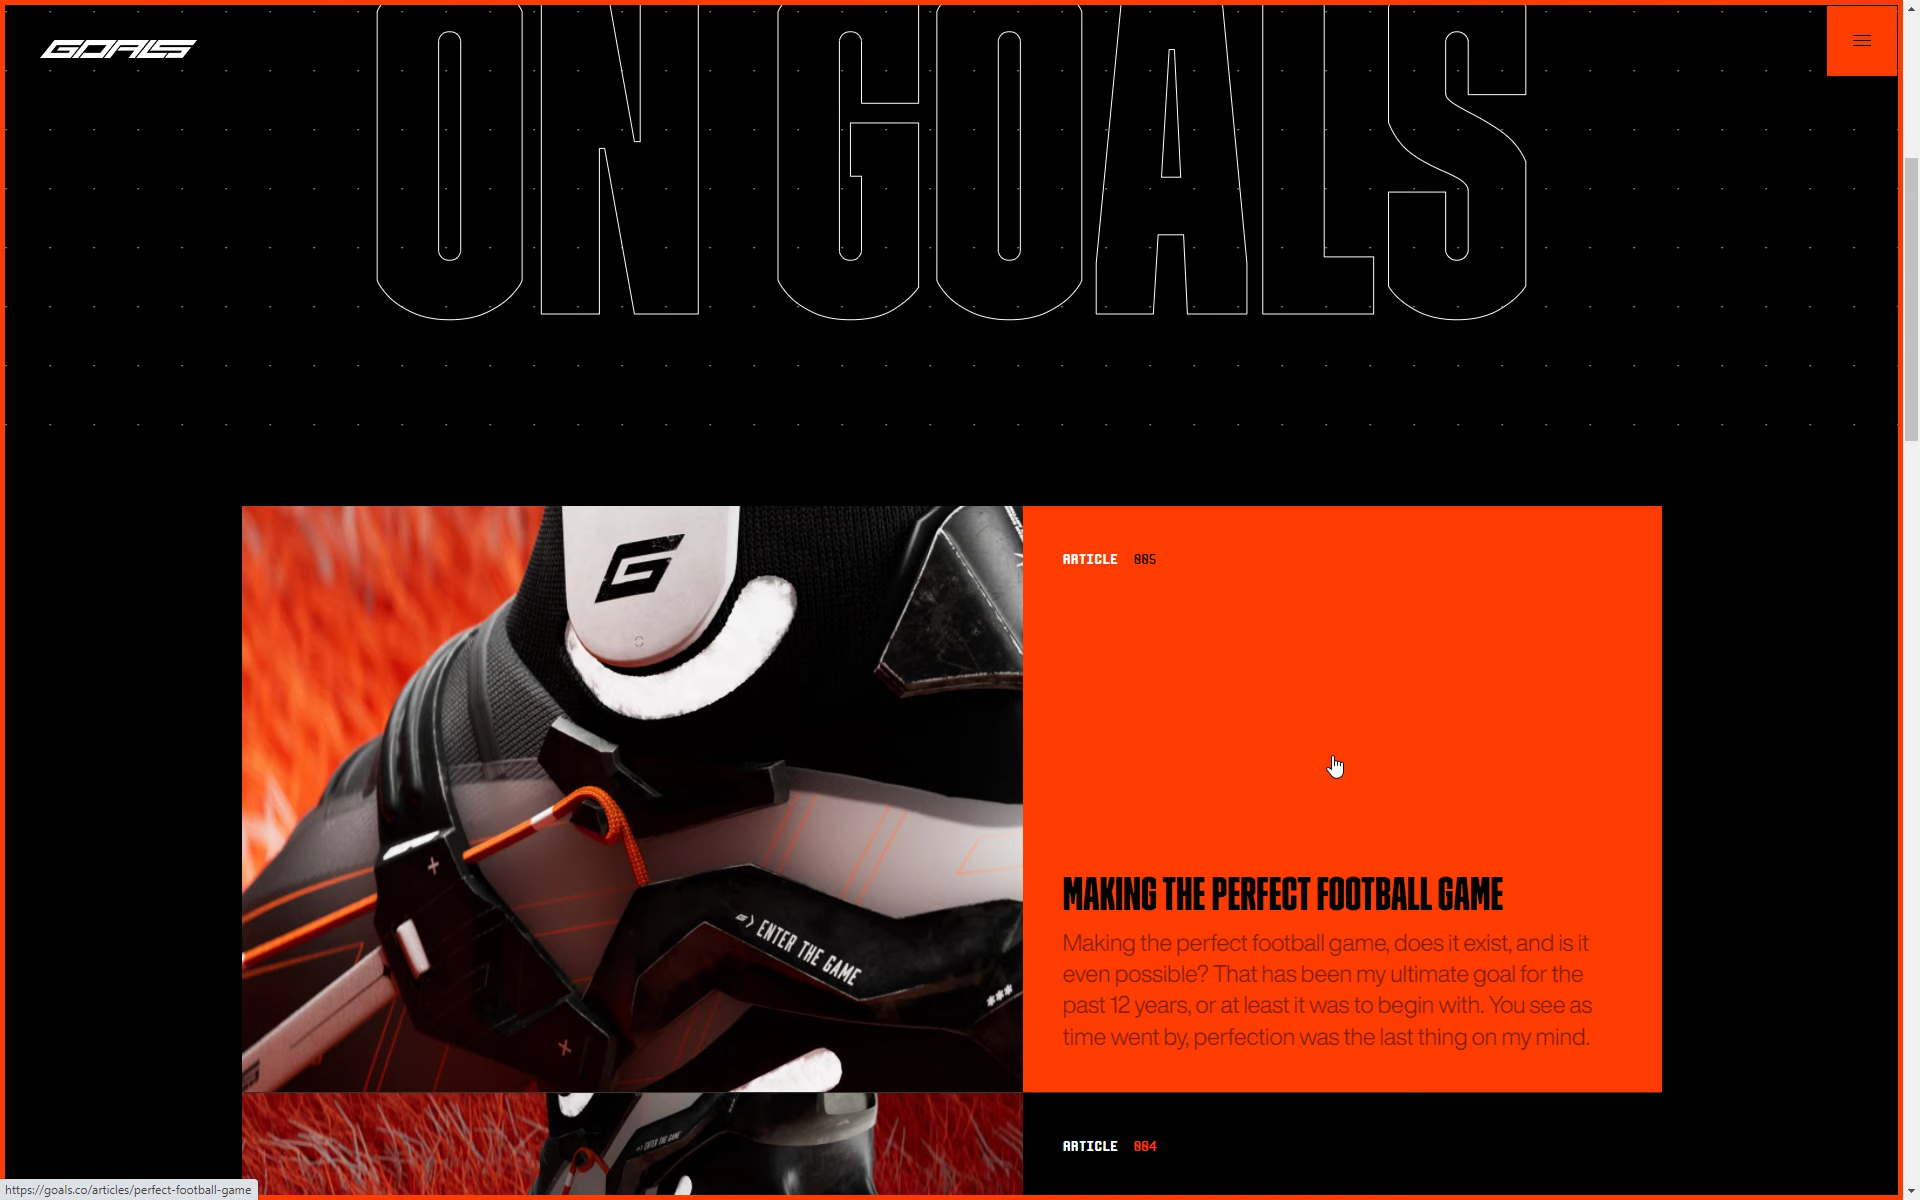 GOALS
ON GOALS
G
ARTICLE 005
ENTER THE GAME
***
MAKING THE PERFECT FOOTBALL GAME
Making the perfect football game, does it exist, and is it
even possible? That has been my ultimate goal for the
past 12 years, or at least it was to begin with. You see as
time went by, perfection was the last thing on my mind.
ENTER THE GAME
ARTICLE 004
https://goals.co/articles/perfect-football-game